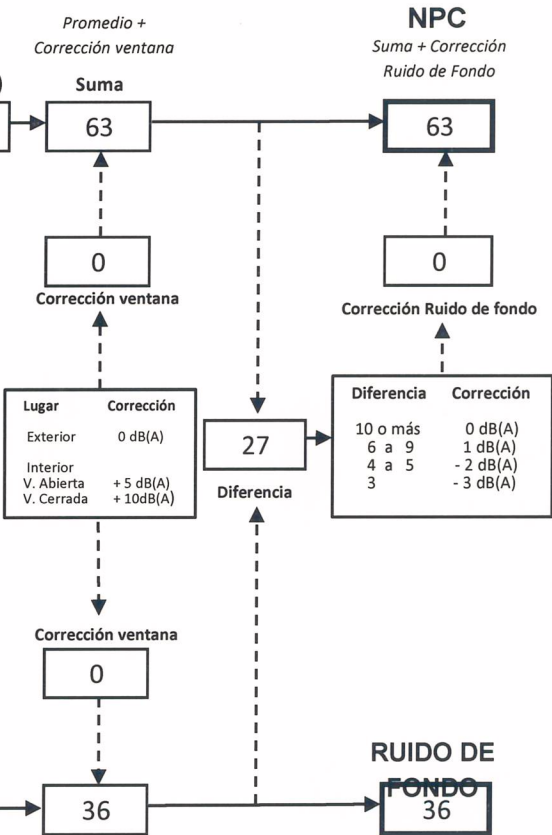 Promedio +
Corrección ventana
Suma
63
NPC
Suma + Corrección
Ruido de Fondo
63
0
Corrección ventana
0
Corrección Ruido de fondo
Lugar Corrección
Exterior 0 dB(A)
Interior
V. Abierta + 5 dB(A)
V. Cerrada + 10dB(A)
27
Diferencia
Diferencia Corrección
10 o más 0 dB(A)
6 a 9 1 dB(A)
4 a 5 - 2 dB(A)
3 - 3 dB(A)
Corrección ventana
0
36
RUIDO DE
FONDO
36